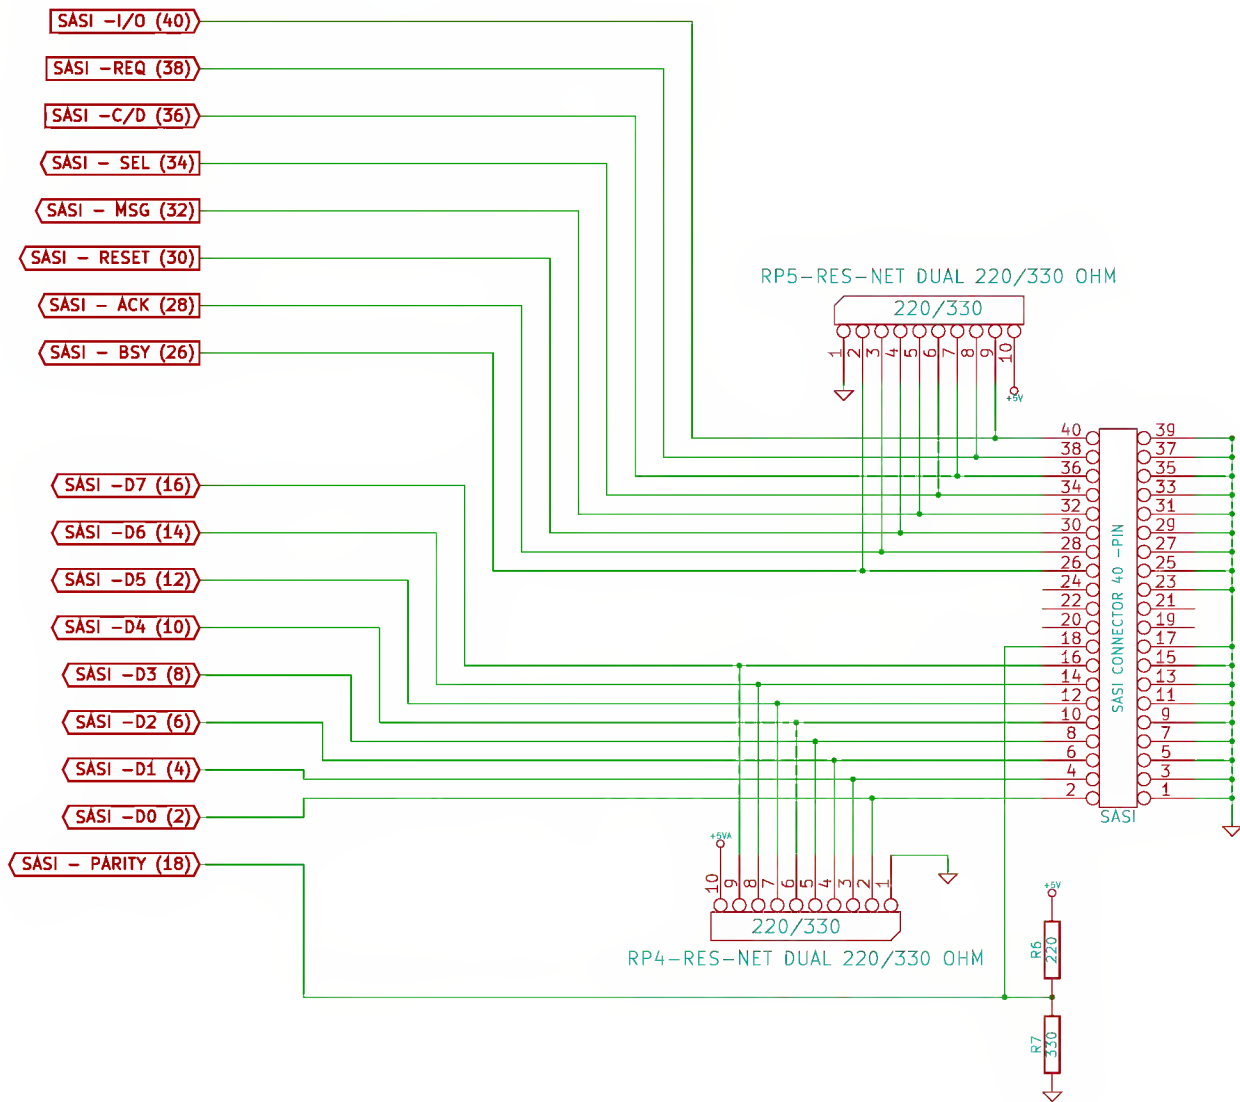 SASI -I/O (40)
SASI -REQ (38)
SASI -C/D (36)
SASI - SEL (34)
SASI - MSG (32)
SASI - RESET (30)
SASI - ACK (28)
SASI - BSY (26)
RP5-RES-NET DUAL 220/330 OHM
220/330
1 2 3 4 5 6 7 8 9 10
+5V
SASI -D7 (16)
SASI -D6 (14)
SASI -D5 (12)
SASI -D4 (10)
SASI -D3 (8)
SASI -D2 (6)
SASI -D1 (4)
SASI -D0 (2)
SASI - PARITY (18)
40 39
38 37
36 35
34 33
32 31
30 29
28 27
26 25
24 23
22 21
20 19
18 17
16 15
14 13
12 11
10 9
8 7
6 5
4 3
2 1
SASI CONNECTOR 40 -PIN
SASI
+5VA
10 9 8 7 6 5 4 3 2 1
220/330
RP4-RES-NET DUAL 220/330 OHM
+5V
R6
220
R7
330